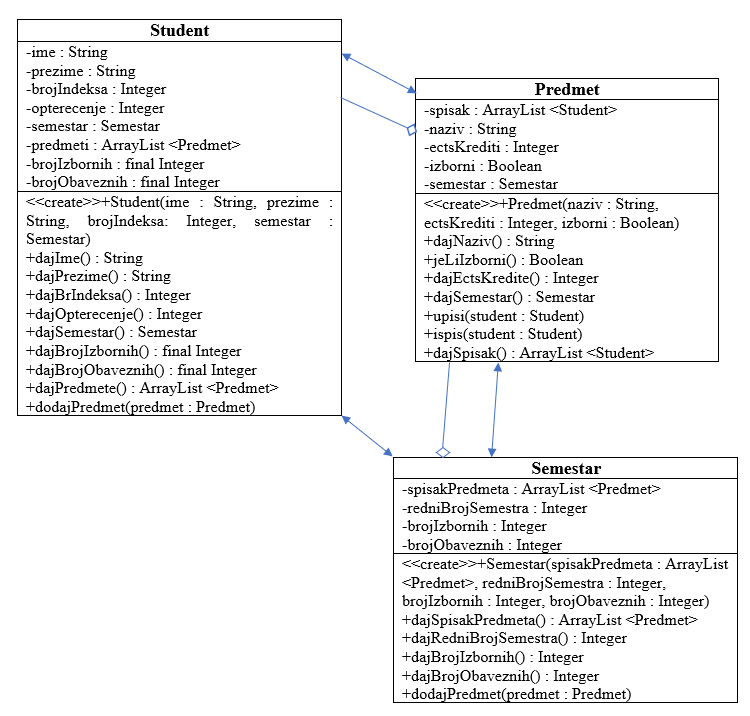 Student
-ime : String
-prezime : String
-brojIndeksa : Integer
-opterecenje : Integer
-semestar : Semestar
-predmeti : ArrayList <Predmet>
-brojIzbornih : final Integer
-brojObaveznih : final Integer
<<create>>+Student(ime : String, prezime :
String, brojIndeksa: Integer, semestar :
Semestar)
+dajIme() : String
+dajPrezime() : String
+dajBrIndeksa() : Integer
+dajOpterecenje() : Integer
+dajSemestar() : Semestar
+dajBrojIzbornih() : final Integer
+dajBrojObaveznih() : final Integer
+dajPredmete() : ArrayList <Predmet>
+dodajPredmet(predmet : Predmet)
Predmet
-spisak : ArrayList <Student>
-naziv : String
-ectsKrediti : Integer
-izborni : Boolean
-semestar : Semestar
<<create>>+Predmet(naziv : String,
ectsKrediti : Integer, izborni : Boolean)
+dajNaziv() : String
+jeLiIzborni() : Boolean
+dajEctsKredite() : Integer
+dajSemestar() : Semestar
+upisi(student : Student)
+ispis(student : Student)
+dajSpisak() : ArrayList <Student>
Semestar
-spisakPredmeta : ArrayList <Predmet>
-redniBrojSemestra : Integer
-brojIzbornih : Integer
-brojObaveznih : Integer
<<create>>+Semestar(spisakPredmeta : ArrayList
<Predmet>, redniBrojSemestra : Integer,
brojIzbornih : Integer, brojObaveznih : Integer)
+dajSpisakPredmeta() : ArrayList <Predmet>
+dajRedniBrojSemestra() : Integer
+dajBrojIzbornih() : Integer
+dajBrojObaveznih() : Integer
+dodajPredmet(predmet : Predmet)